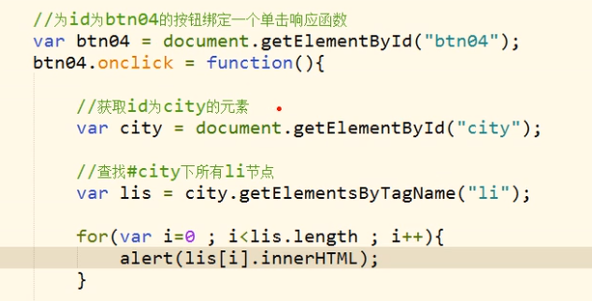 //为id为btn04的按钮绑定一个单击响应函数
var btn04 = document.getElementById("btn04");
btn04.onclick = function(){
//获取id为city的元素
var city = document.getElementById("city");
//查找#city下所有li节点
var lis = city.getElementsByTagName("li");
for(var i=0 ; i<lis.length ; i++){
alert(lis[i].innerHTML);
}